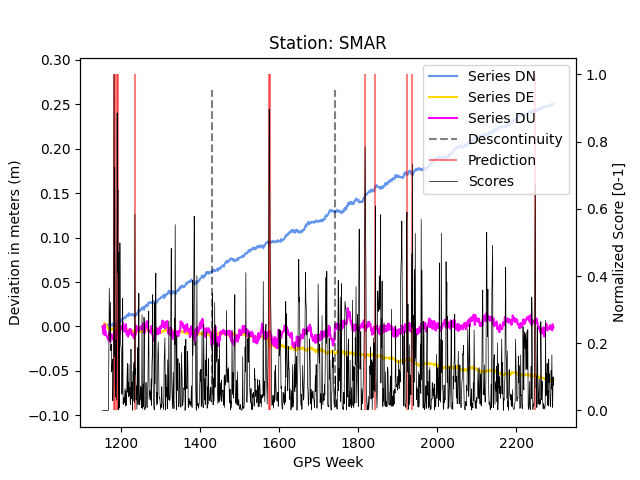 Station: SMAR
0.30
0.25
0.20
0.15
0.10
0.05
0.00
−0.05
−0.10
Deviation in meters (m)
1200
1400
1600
1800
2000
2200
GPS Week
1.0
0.8
0.6
0.4
0.2
0.0
Normalized Score [0-1]
Series DN
Series DE
Series DU
Descontinuity
Prediction
Scores